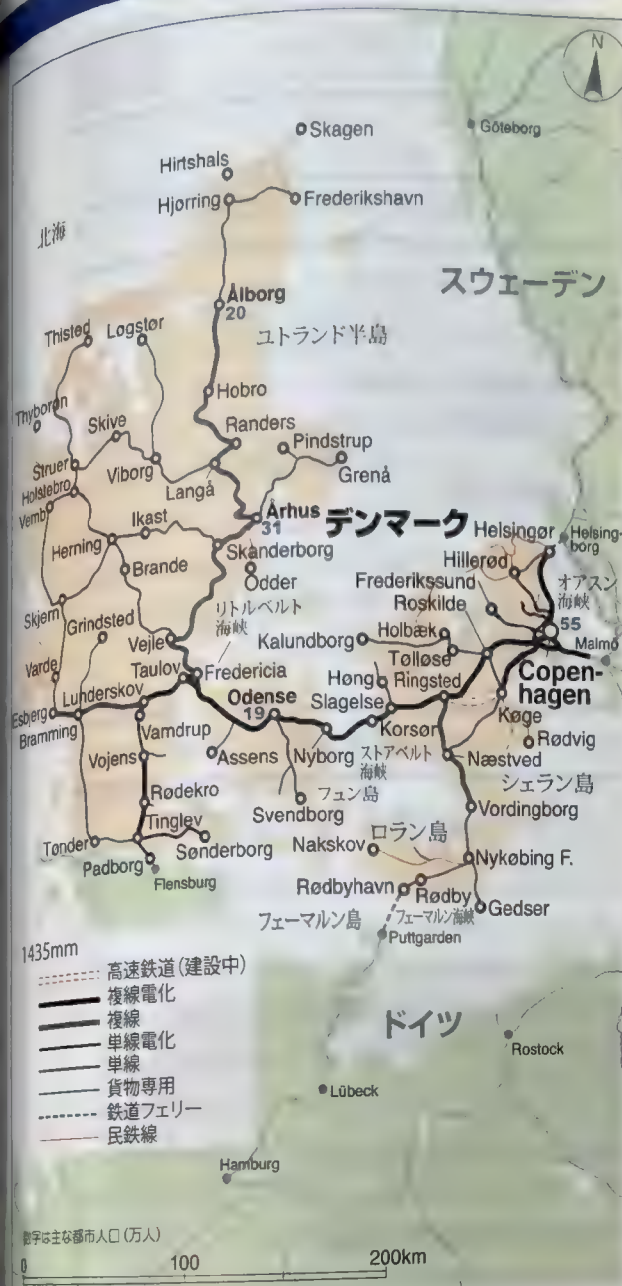 N
Skagen
Göteborg
Hirtshals
Hjørring
Frederikshavn
北海
スウェーデン
Ålborg
20
ユトランド半島
Thisted
Løgstør
Hobro
Thyborøn
Skive
Randers
Pindstrup
Struer
Viborg
Grenå
Holstebro
Langå
Vemb
Ikast
Århus
31
デンマーク
Helsingør
Helsing-
borg
Herning
Skanderborg
Hillerød
Brande
Odder
Frederikssund
オアスン
海峡
Skjern
リトルベルト
海峡
Roskilde
55
Grindsted
Vejle
Kalundborg
Holbæk
Malmö
Varde
Taulov
Fredericia
Høng
Tølløse
Copen-
hagen
Esbjerg
Lunderskov
Odense
19
Slagelse
Ringsted
Bramming
Vamdrup
Korsør
Køge
Vojens
Assens
Nyborg
ストアベルト
海峡
Næstved
Rødvig
Rødekro
Svendborg
フュン島
シェラン島
Vordingborg
Tinglev
Tønder
Sønderborg
Nakskov
ロラン島
Padborg
Nykøbing F.
Flensburg
Rødbyhavn
Rødby
Gedser
フェーマルン島
フェーマルン海峡
Puttgarden
1435mm
高速鉄道(建設中)
複線電化
複線
単線電化
単線
貨物専用
鉄道フェリー
民鉄線
ドイツ
Rostock
Lübeck
Hamburg
数字は主な都市人口(万人)
0 100 200km